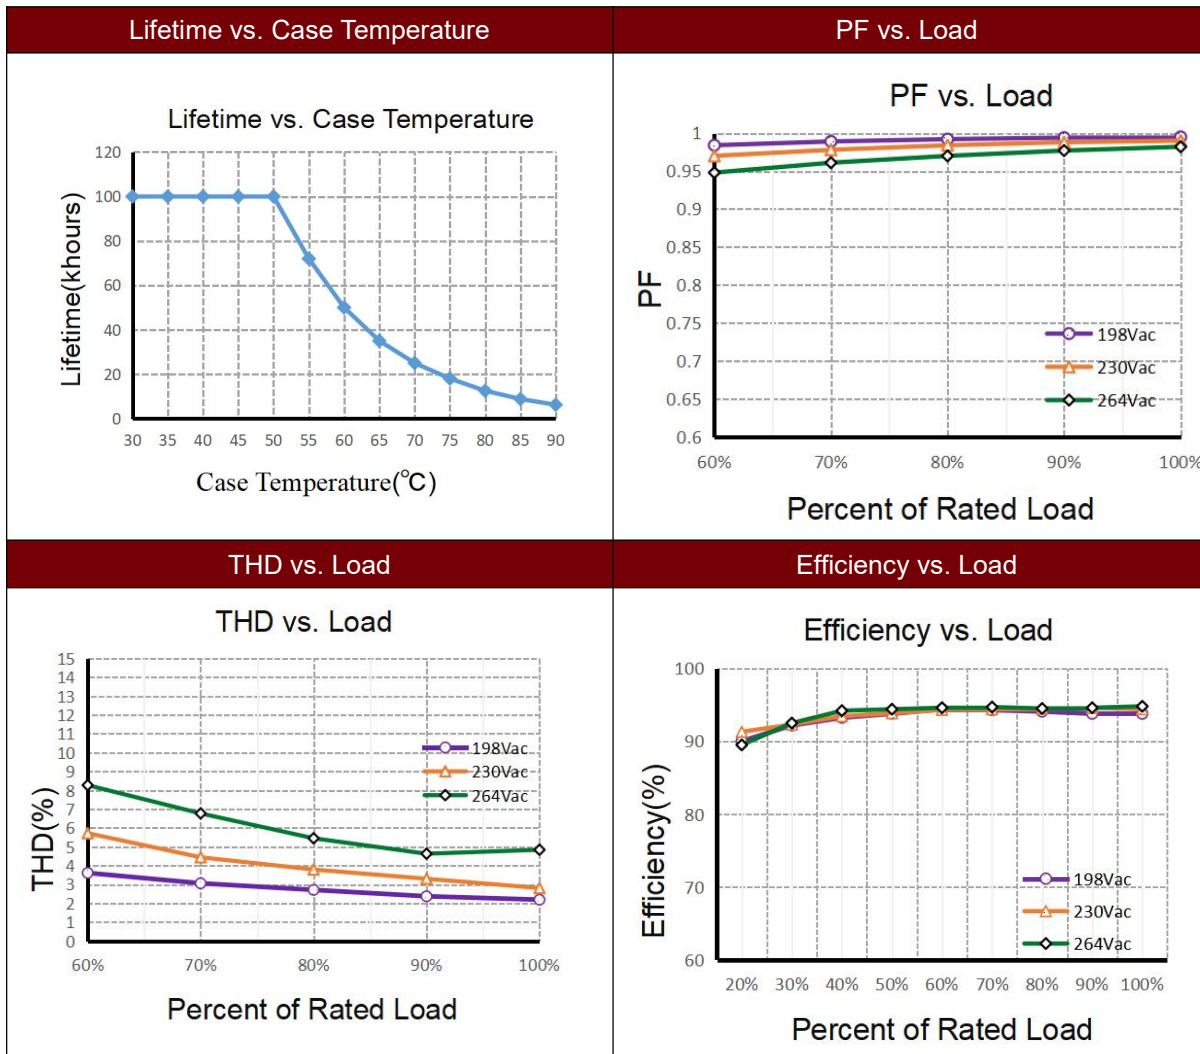 Lifetime vs. Case Temperature
PF vs. Load
Lifetime vs. Case Temperature
Lifetime(khours)
120
100
80
60
40
20
0
30 35 40 45 50 55 60 65 70 75 80 85 90
Case Temperature(℃)
PF vs. Load
PF
1
0.95
0.9
0.85
0.8
0.75
0.7
0.65
0.6
198Vac
230Vac
264Vac
60% 70% 80% 90% 100%
Percent of Rated Load
THD vs. Load
Efficiency vs. Load
THD vs. Load
THD(%)
15
14
13
12
11
10
9
8
7
6
5
4
3
2
1
0
198Vac
230Vac
264Vac
60% 70% 80% 90% 100%
Percent of Rated Load
Efficiency vs. Load
Efficiency(%)
100
90
80
70
60
198Vac
230Vac
264Vac
20% 30% 40% 50% 60% 70% 80% 90% 100%
Percent of Rated Load